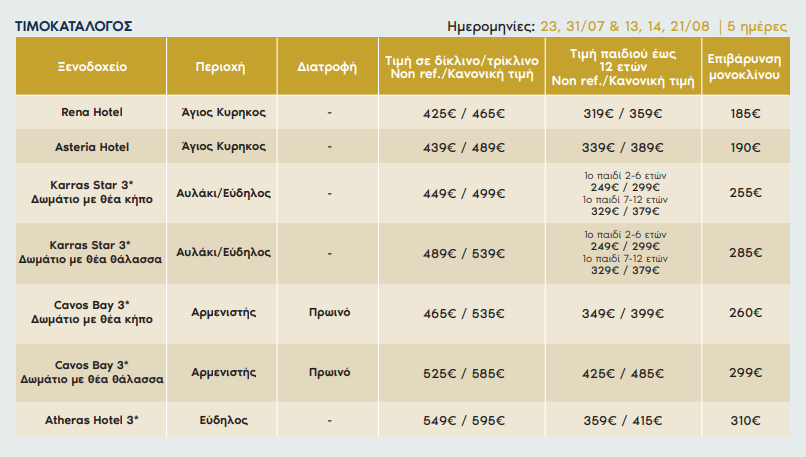 ΤΙΜΟΚΑΤΑΛΟΓΟΣ
Ημερομηνίες: 23, 31/07 & 13, 14, 21/08 | 5 ημέρες
Ξενοδοχείο
Περιοχή
Διατροφή
Τιμή σε δίκλινο/τρίκλινο
Non ref./Κανονική τιμή
Τιμή παιδιού έως
12 ετών
Non ref./Κανονική τιμή
Επιβάρυνση
μονοκλίνου
Rena Hotel
Άγιος Κυρηκος
-
425€ / 465€
319€ / 359€
185€
Asteria Hotel
Άγιος Κυρηκος
-
439€ / 489€
339€ / 389€
190€
Karras Star 3*
Δωμάτιο με θέα κήπο
Αυλάκι/Εύδηλος
-
449€ / 499€
1ο παιδί 2-6 ετών
249€ / 299€
1ο παιδί 7-12 ετών
329€ / 379€
255€
Karras Star 3*
Δωμάτιο με θέα θάλασσα
Αυλάκι/Εύδηλος
-
489€ / 539€
1ο παιδί 2-6 ετών
249€ / 299€
1ο παιδί 7-12 ετών
329€ / 379€
285€
Cavos Bay 3*
Δωμάτιο με θέα κήπο
Αρμενιστής
Πρωινό
465€ / 535€
349€ / 399€
260€
Cavos Bay 3*
Δωμάτιο με θέα θάλασσα
Αρμενιστής
Πρωινό
525€ / 585€
425€ / 485€
299€
Atheras Hotel 3*
Εύδηλος
-
549€ / 595€
359€ / 415€
310€